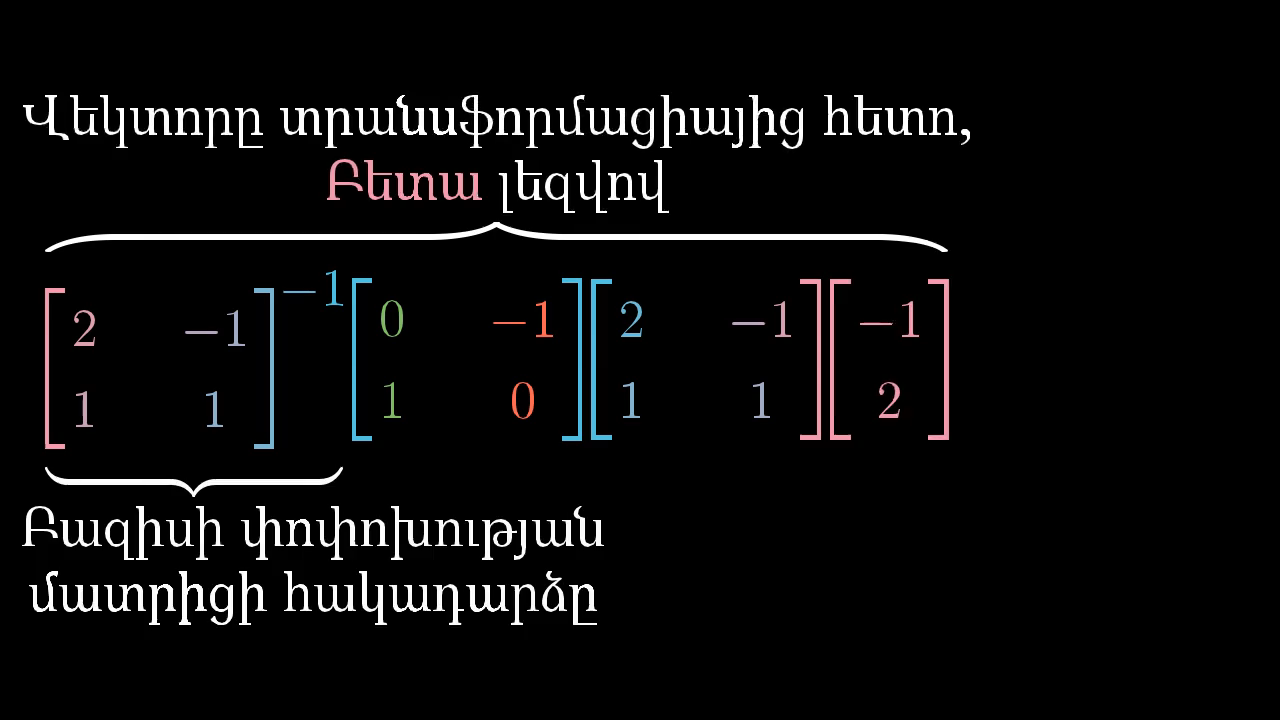 Վեկտորը տրանսֆորմացիայից հետո,
Բետա լեզվով
[2 −1; 1 1]⁻¹ [0 −1; 1 0] [2 −1; 1 1] [−1; 2]
Բազիսի փոփոխության
մատրիցի հակադարձը